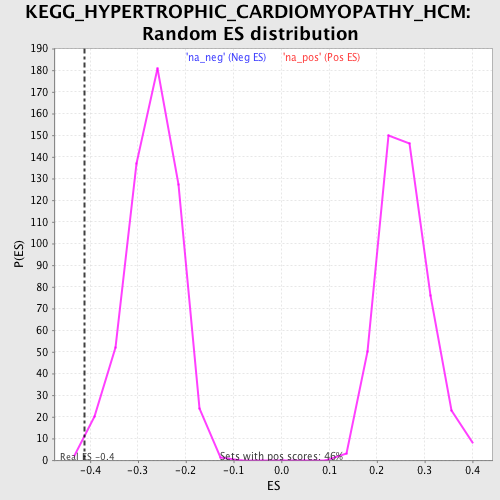 KEGG_HYPERTROPHIC_CARDIOMYOPATHY_HCM:
Random ES distribution
'na_neg' (Neg ES) 'na_pos' (Pos ES)
190
180
170
160
150
140
130
120
110
100
90
80
70
60
50
40
30
20
10
0
P(ES)
Real ES -0.4
Sets with pos scores: 46%
-0.4 -0.3 -0.2 -0.1 0.0 0.1 0.2 0.3 0.4
ES